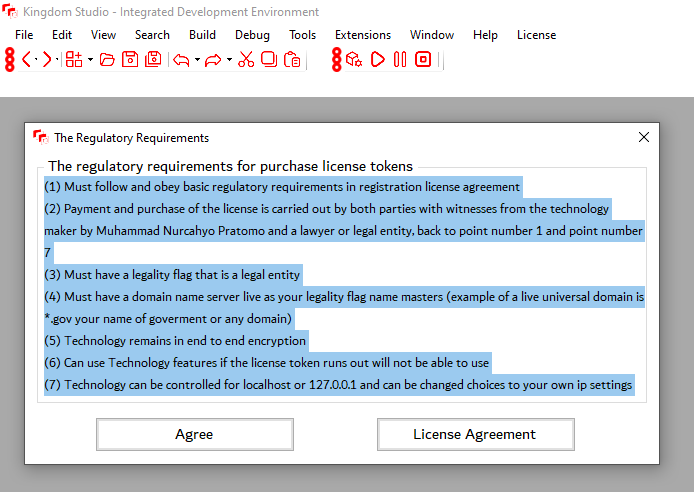 Kingdom Studio - Integrated Development Environment
File Edit View Search Build Debug Tools Extensions Window Help License
The Regulatory Requirements
The regulatory requirements for purchase license tokens
(1) Must follow and obey basic regulatory requirements in registration license agreement
(2) Payment and purchase of the license is carried out by both parties with witnesses from the technology
maker by Muhammad Nurcahyo Pratomo and a lawyer or legal entity, back to point number 1 and point number
7
(3) Must have a legality flag that is a legal entity
(4) Must have a domain name server live as your legality flag name masters (example of a live universal domain is
*.gov your name of goverment or any domain)
(5) Technology remains in end to end encryption
(6) Can use Technology features if the license token runs out will not be able to use
(7) Technology can be controlled for localhost or 127.0.0.1 and can be changed choices to your own ip settings
Agree License Agreement